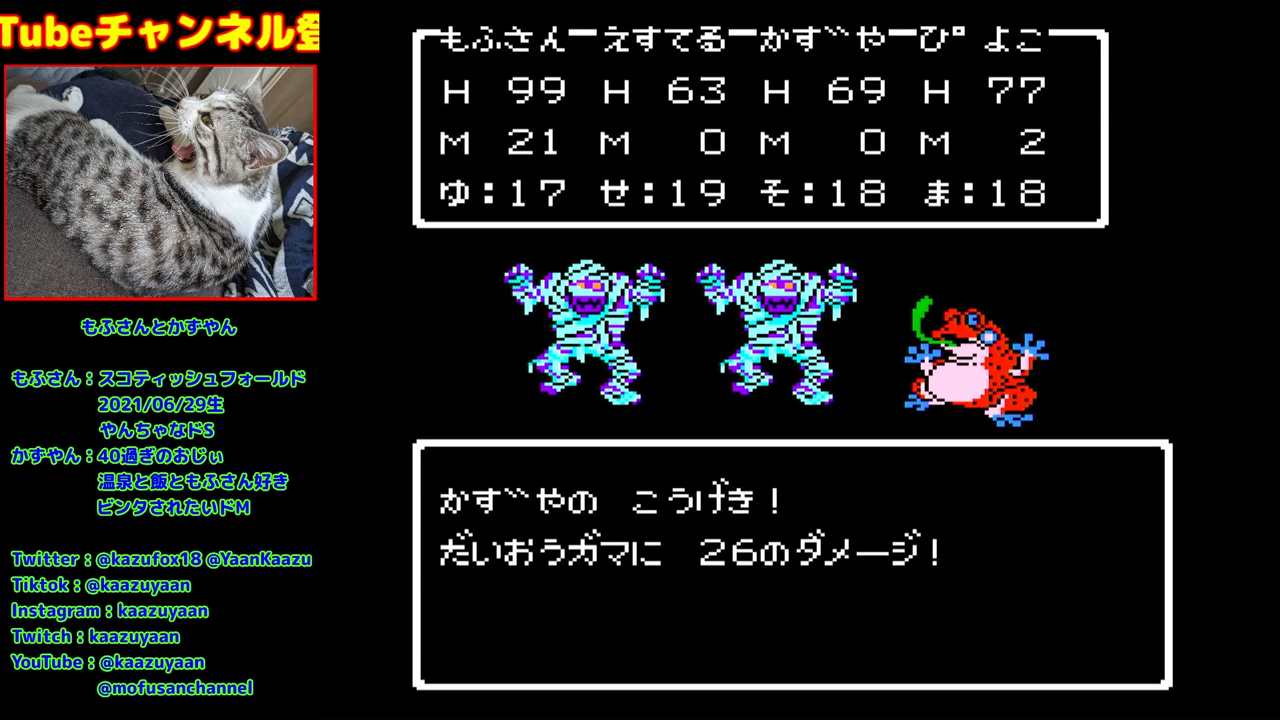 Tubeチャンネル登
もふさんとかずやん
もふさん：スコティッシュフォールド
2021/06/29生
やんちゃなドS
かずやん：40過ぎのおじぃ
温泉と飯ともふさん好き
ビンタされたいドM
Twitter：@kazufox18 @YaanKaazu
Tiktok：@kaazuyaan
Instagram：kaazuyaan
Twitch：kaazuyaan
YouTube：@kaazuyaan
@mofusanchannel
もふさん えすてる かずや ぴよこ
H 99 H 63 H 69 H 77
M 21 M 0 M 0 M 2
ゆ:17 せ:19 そ:18 ま:18
かずやの こうげき！
だいおうガマに 26のダメージ！